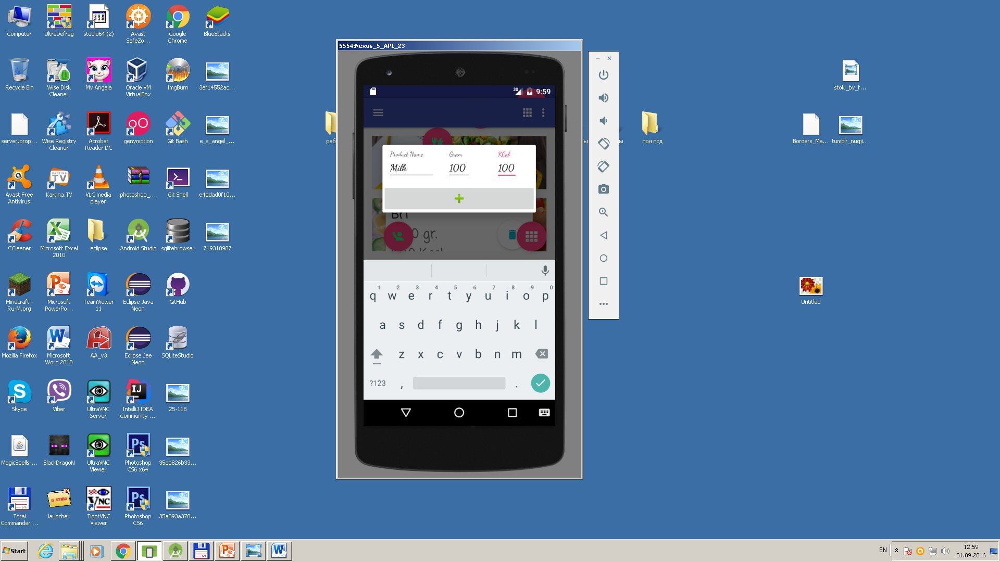 Computer
UltraDefrag
studio64 (2)
Avast
SafeZo...
Google
Chrome
BlueStacks
Recycle Bin
Wise Disk
Cleaner
My Angela
Oracle VM
VirtualBox
ImgBurn
3ef14552ac...
server.prop...
Wise Registry
Cleaner
Acrobat
Reader DC
genymotion
Git Bash
e_s_angel_...
Avast Free
Antivirus
Kartina.TV
VLC media
player
photoshop_...
Git Shell
e4bdad0f10...
CCleaner
Microsoft Excel
2010
eclipse
Android Studio
sqlitebrowser
719318907
Minecraft -
Ru-M.org
Microsoft
PowerPo...
TeamViewer
11
Eclipse Java
Neon
GitHub
Mozilla Firefox
Microsoft
Word 2010
AA_v3
Eclipse Jee
Neon
SQLiteStudio
Skype
Viber
UltraVNC
Server
IntelliJ IDEA
Community ...
25-118
MagicSpells-...
BlackDragoN
UltraVNC
Viewer
Photoshop
CS6 x64
35ab826b33...
Total
Commander ...
launcher
TightVNC
Viewer
Photoshop
CS6
35a393a370...
раб
ы
ы
мои псд
stoki_by_f...
Borders_Ma...
tumblr_nuqji...
Untitled
5554:Nexus_5_API_23
3G
9:59
Product Name
Gram
KCal
Milk
100
100
0 gr.
1 2 3 4 5 6 7 8 9 0
q w e r t y u i o p
a s d f g h j k l
z x c v b n m
?123 , .
Start
EN
12:59
01.09.2016